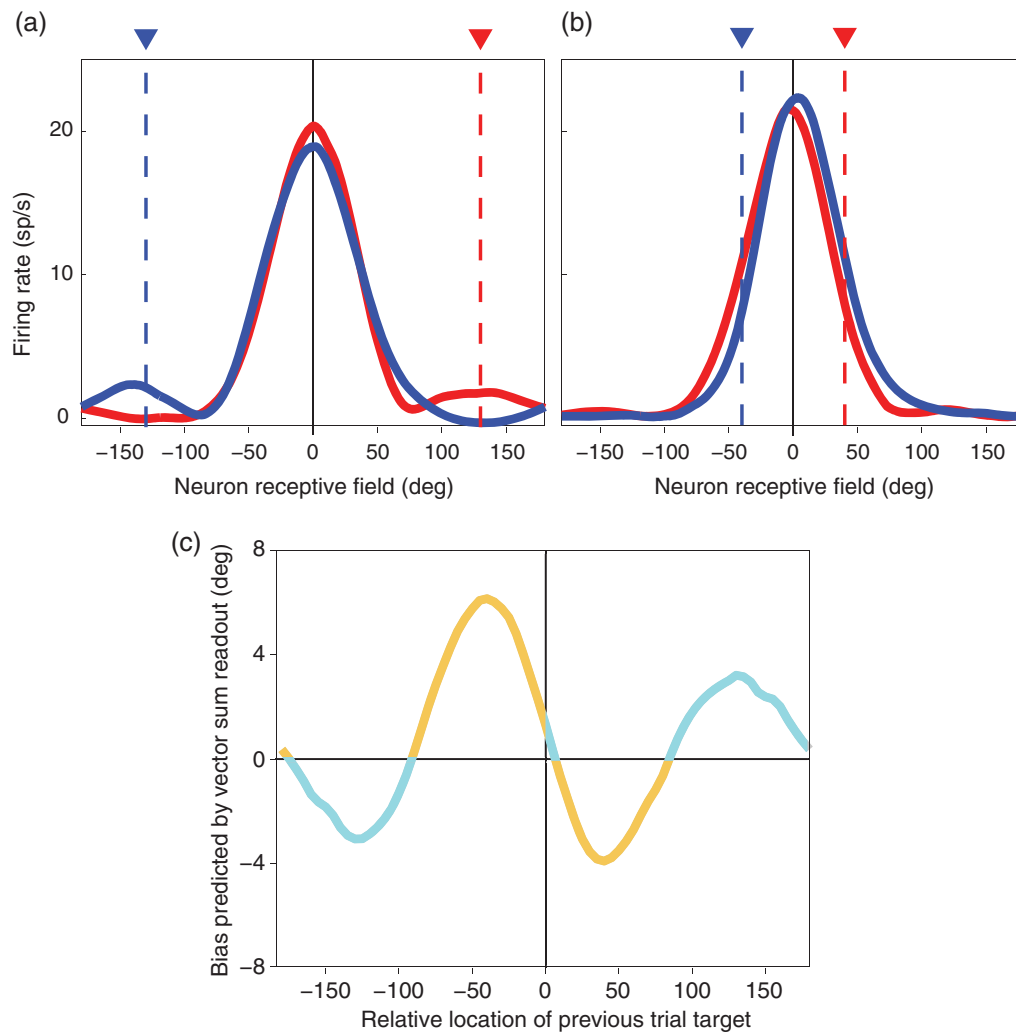 (a)
(b)
Firing rate (sp/s)
20
10
0
−150 −100 −50 0 50 100 150
Neuron receptive field (deg)
−150 −100 −50 0 50 100 150
Neuron receptive field (deg)
(c)
Bias predicted by vector sum readout (deg)
8
4
0
−4
−8
−150 −100 −50 0 50 100 150
Relative location of previous trial target